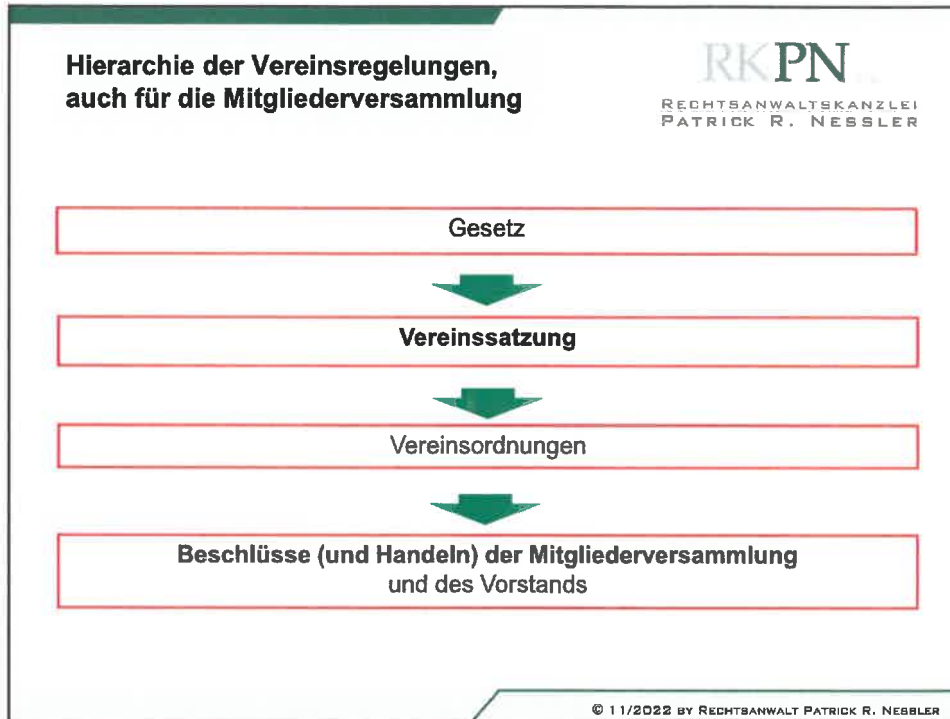 Hierarchie der Vereinsregelungen,
auch für die Mitgliederversammlung
RKPN
RECHTSANWALTSKANZLEI
PATRICK R. NESSLER
Gesetz
Vereinssatzung
Vereinsordnungen
Beschlüsse (und Handeln) der Mitgliederversammlung
und des Vorstands
© 11/2022 BY RECHTSANWALT PATRICK R. NESSLER